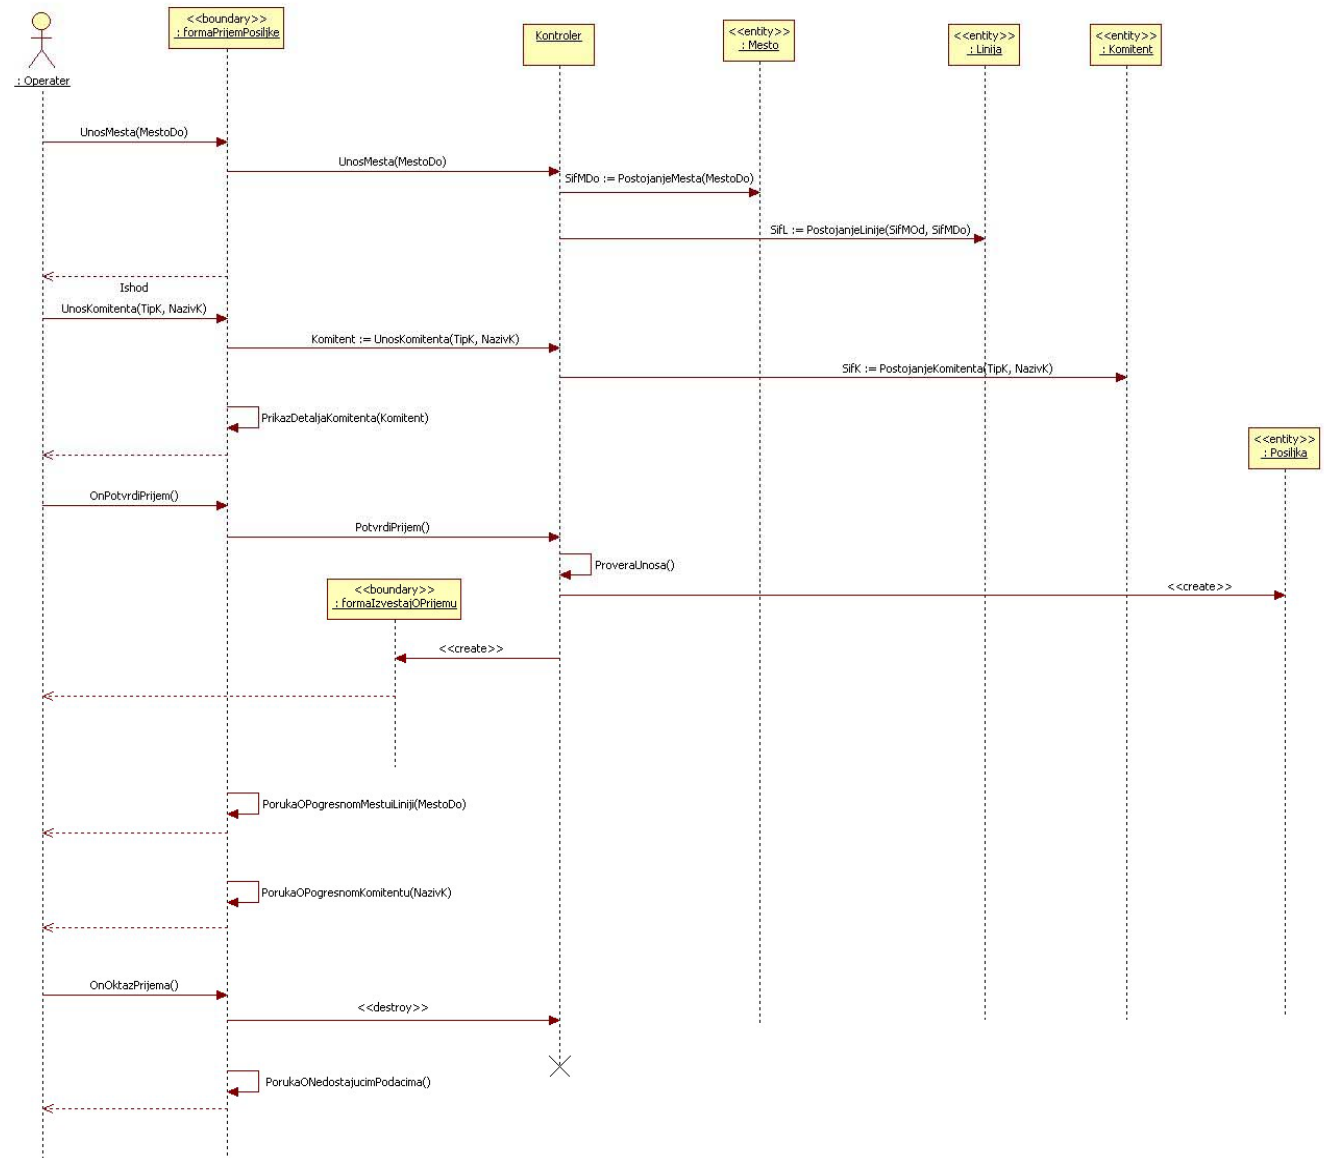 <<boundary>>
: formaPrijemPosiljke
Kontroler
<<entity>>
: Mesto
<<entity>>
: Linija
<<entity>>
: Komitent
: Operater
UnosMesta(MestoDo)
UnosMesta(MestoDo)
SifMDo := PostojanjeMesta(MestoDo)
SifL := PostojanjeLinije(SifMOd, SifMDo)
Ishod
UnosKomitenta(TipK, NazivK)
Komitent := UnosKomitenta(TipK, NazivK)
SifK := PostojanjeKomitenta(TipK, NazivK)
PrikazDetaljaKomitenta(Komitent)
<<entity>>
: Posiljka
OnPotvrdiPrijem()
PotvrdiPrijem()
ProveraUnosa()
<<create>>
<<boundary>>
: formaIzvestajOPrijemu
<<create>>
PorukaOPogresnomMestuiLiniji(MestoDo)
PorukaOPogresnomKomitentu(NazivK)
OnOktazPrijema()
<<destroy>>
PorukaONedostajucimPodacima()